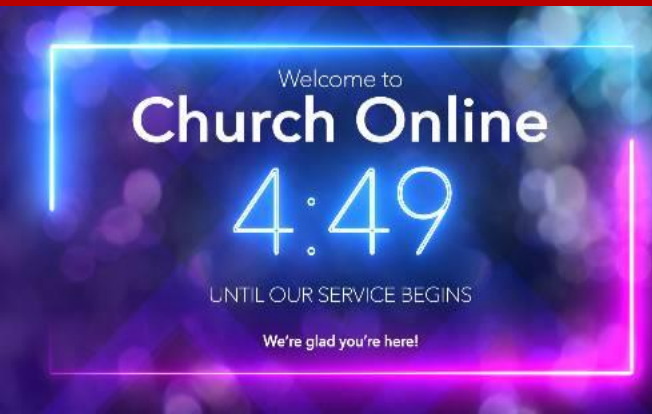 Welcome to
Church Online
4:49
UNTIL OUR SERVICE BEGINS
We're glad you're here!